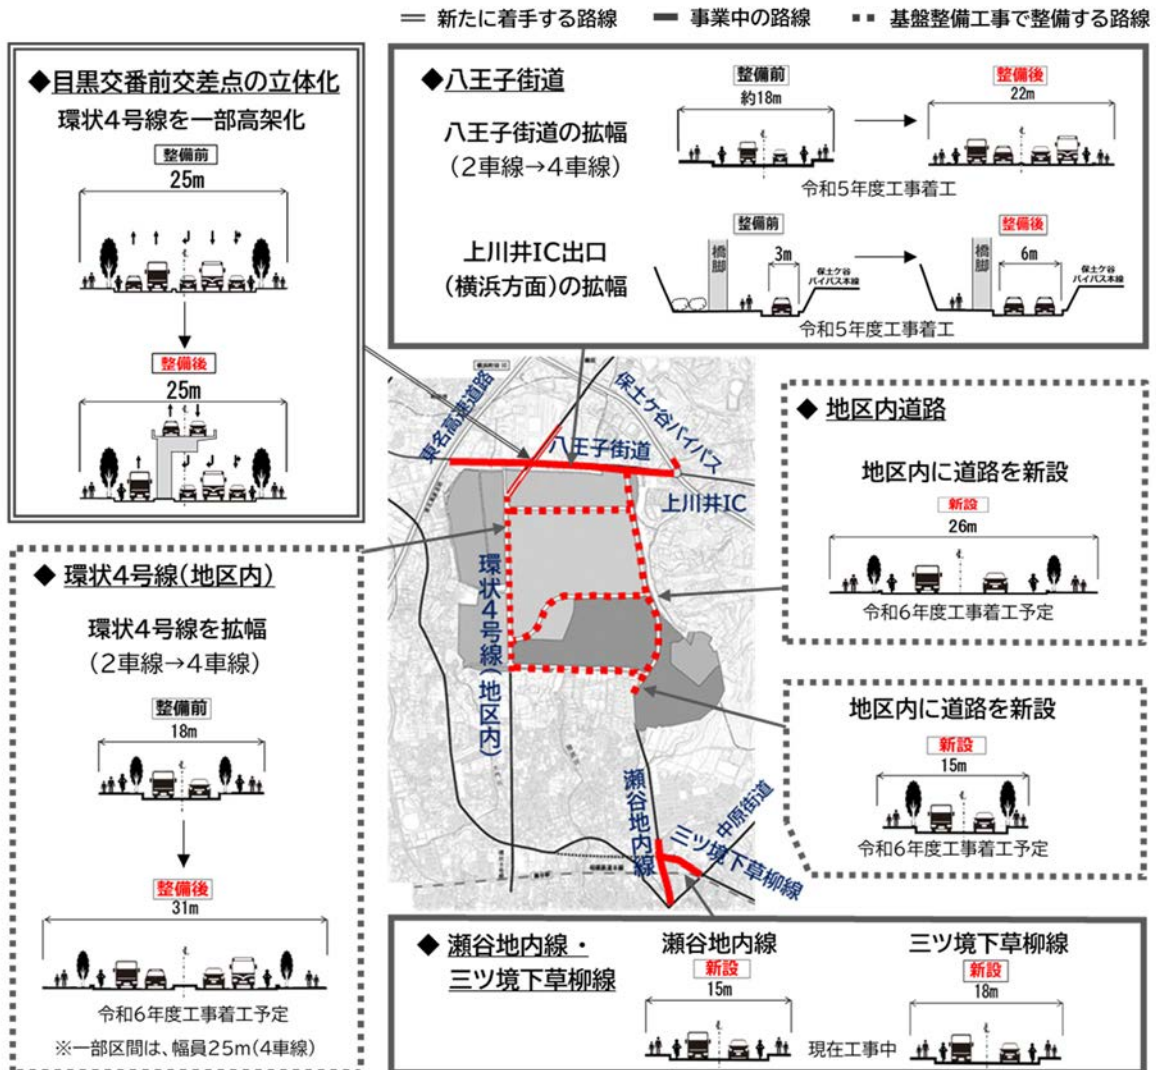 新たに着手する路線 事業中の路線 基盤整備工事で整備する路線
◆目黒交番前交差点の立体化
環状4号線を一部高架化
整備前
25m
整備後
25m
◆八王子街道
八王子街道の拡幅
(2車線→4車線)
整備前
約18m
整備後
22m
令和5年度工事着工
上川井IC出口
(横浜方面)の拡幅
整備前
橋脚
3m
保土ケ谷
バイパス本線
整備後
橋脚
6m
保土ケ谷
バイパス本線
令和5年度工事着工
東名高速道路
八王子街道
保土ケ谷バイパス
上川井IC
環状4号線(地区内)
瀬谷地内線
中原街道
三ツ境下草柳線
◆ 環状4号線(地区内)
環状4号線を拡幅
(2車線→4車線)
整備前
18m
整備後
31m
令和6年度工事着工予定
※一部区間は、幅員25m(4車線)
◆ 地区内道路
地区内に道路を新設
新設
26m
令和6年度工事着工予定
地区内に道路を新設
新設
15m
令和6年度工事着工予定
◆ 瀬谷地内線・
三ツ境下草柳線
瀬谷地内線
新設
15m
現在工事中
三ツ境下草柳線
新設
18m